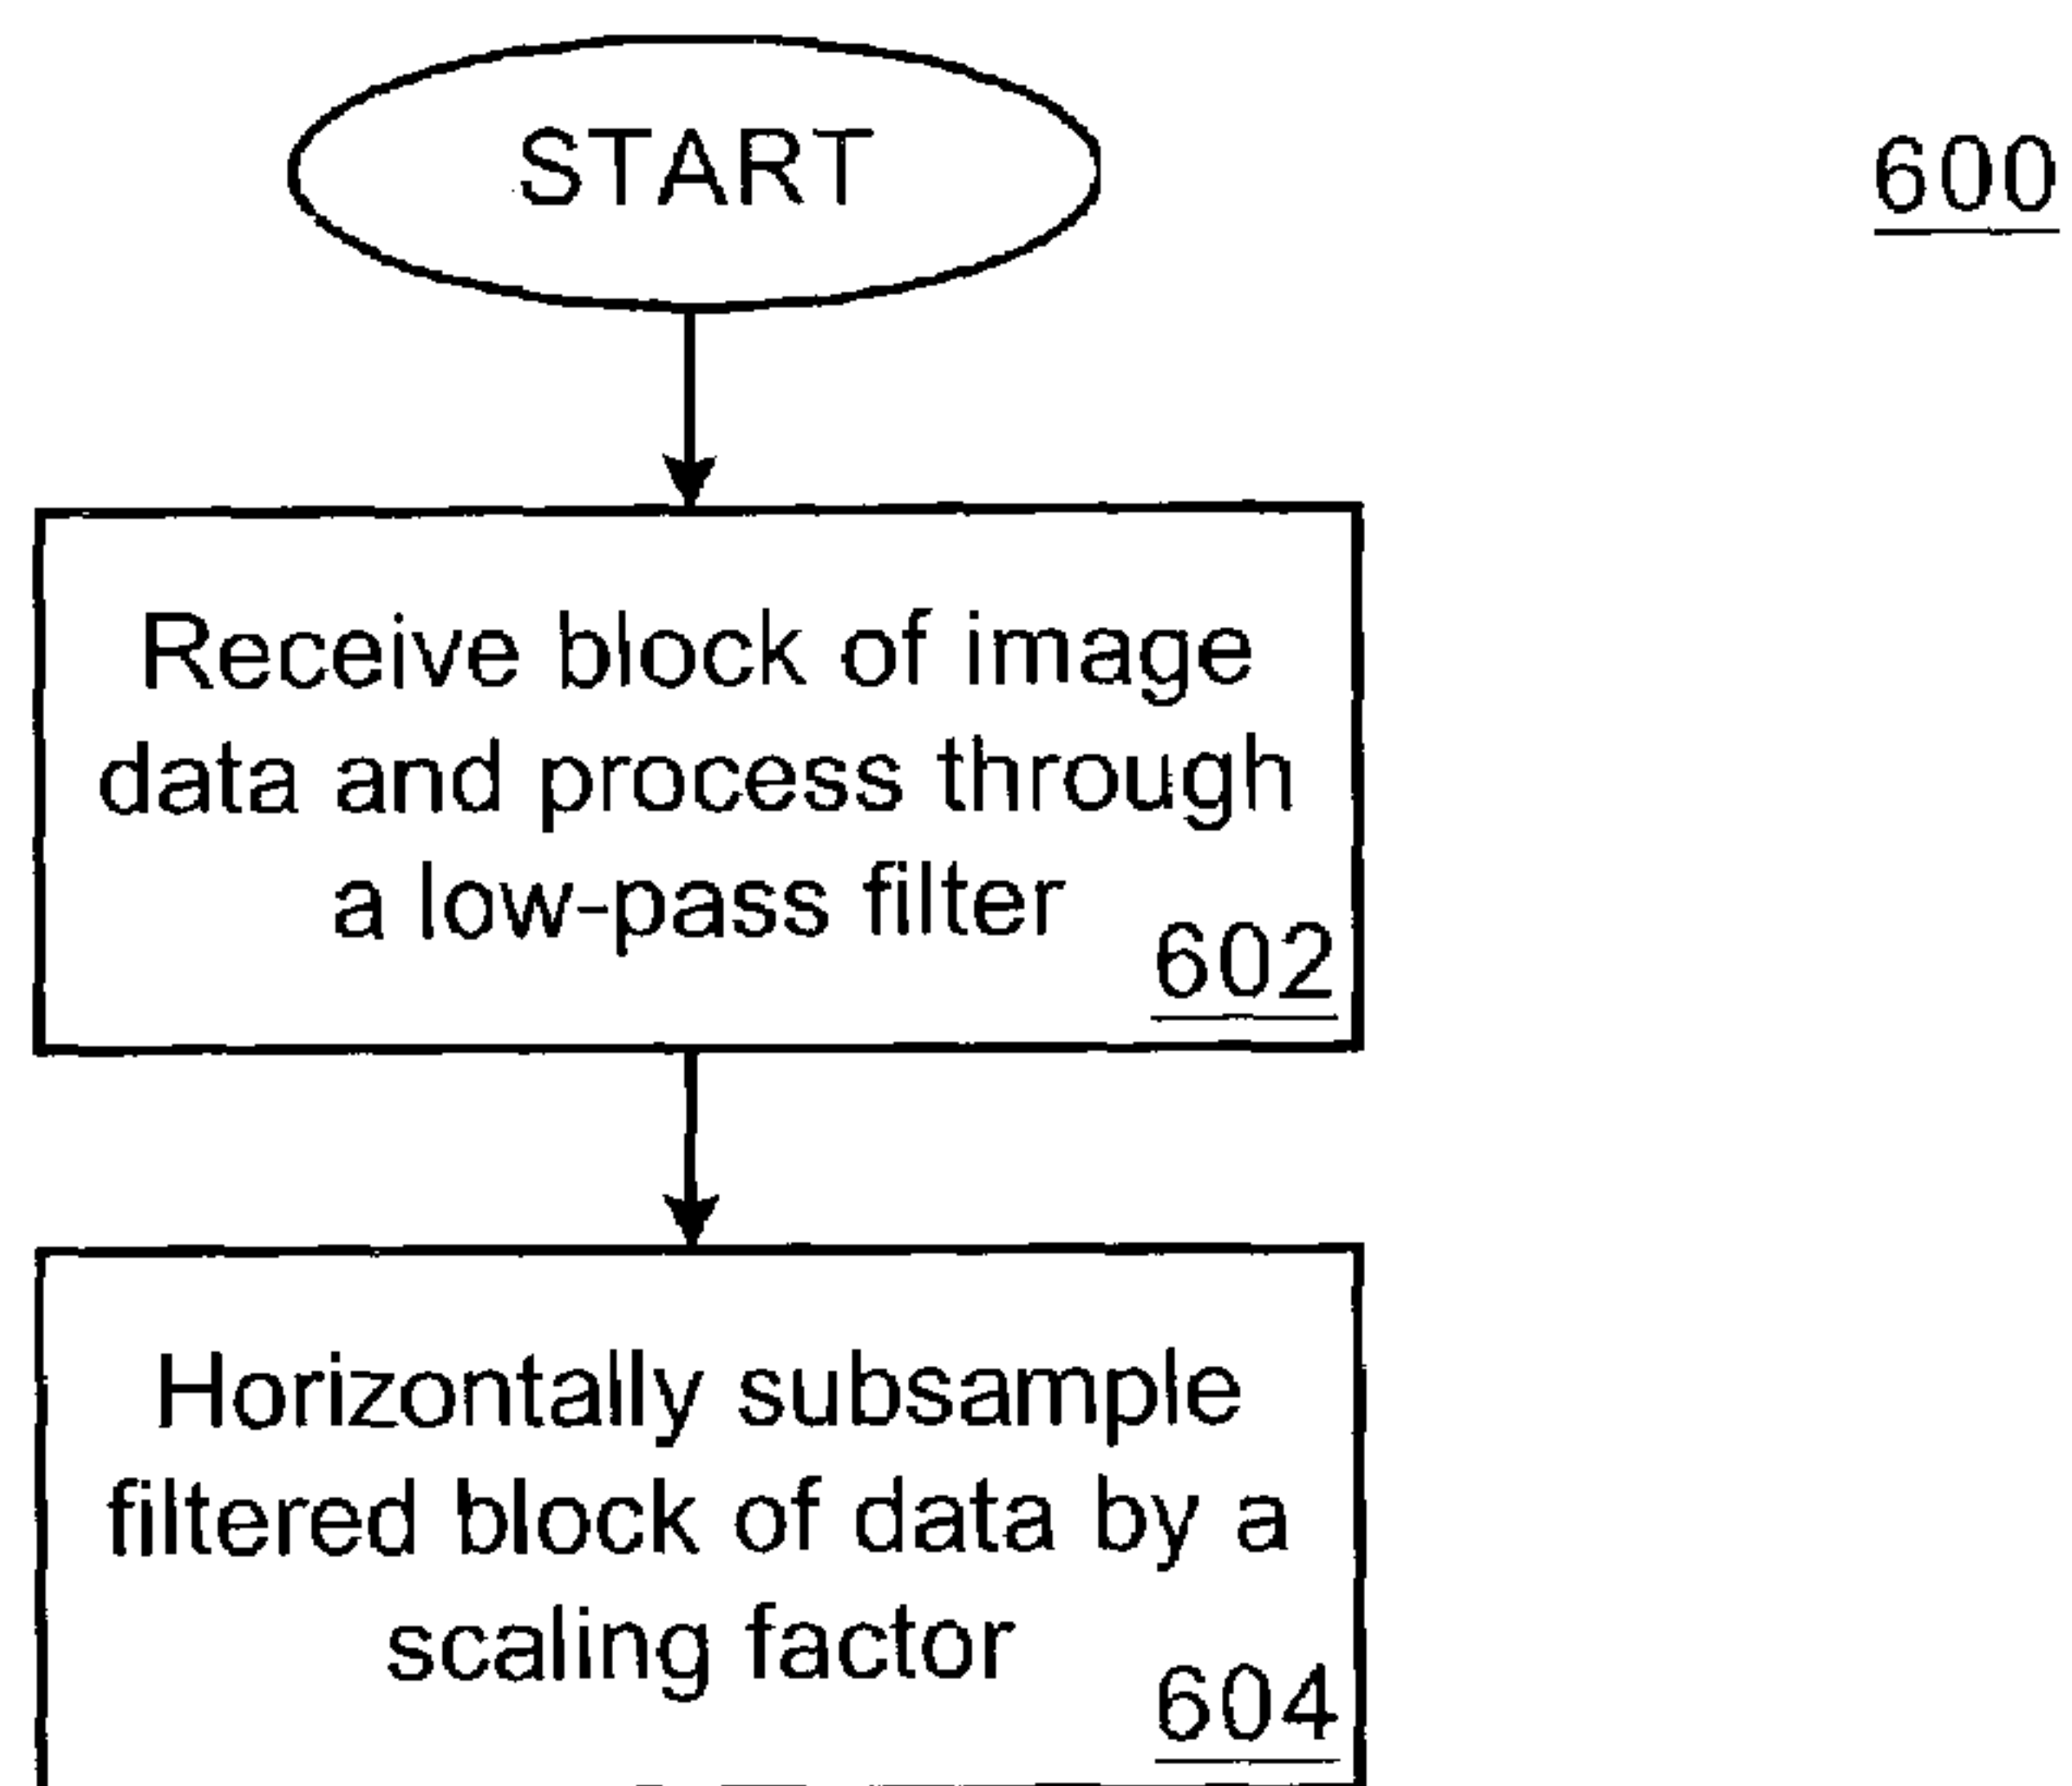 START
600
Receive block of image
data and process through
a low-pass filter
602
Horizontally subsample
filtered block of data by a
scaling factor
604